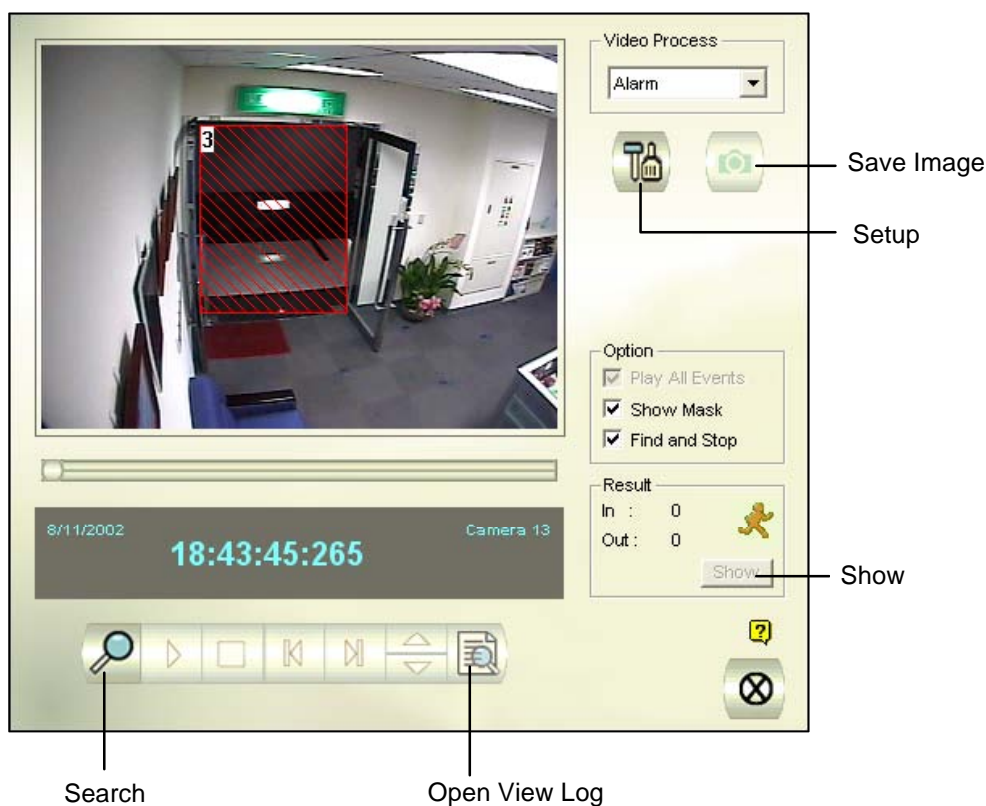 Video Process
Alarm
3
Save Image
Setup
Option
Play All Events
Show Mask
Find and Stop
Result
In : 0
Out : 0
Show
Show
8/11/2002
Camera 13
18:43:45:265
?
Search
Open View Log